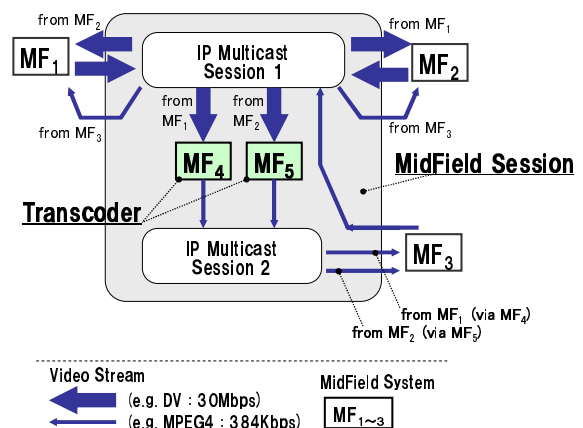 from MF2
from MF1
IP Multicast
Session 1
MF1
MF2
from
MF1
from
MF2
from MF3
from MF3
MF4
MF5
MidField Session
Transcoder
IP Multicast
Session 2
MF3
from MF1 (via MF4)
from MF2 (via MF5)
Video Stream
MidField System
(e.g. DV : 30Mbps)
(e.g. MPEG4 : 384Kbps)
MF1~3